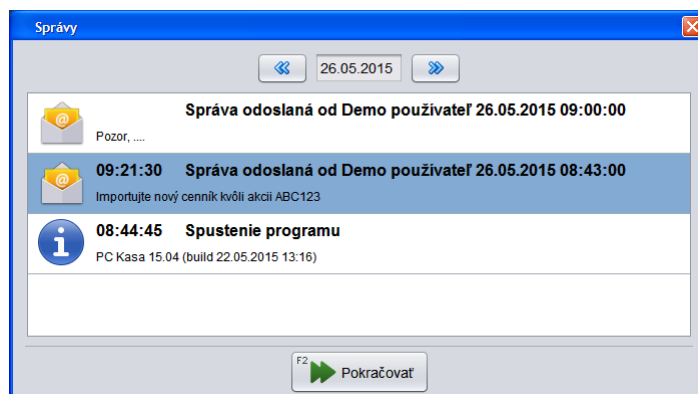 Správy
26.05.2015
Správa odoslaná od Demo používateľ 26.05.2015 09:00:00
Pozor, ....
09:21:30 Správa odoslaná od Demo používateľ 26.05.2015 08:43:00
Importujte nový cenník kvôli akcii ABC123
08:44:45 Spustenie programu
PC Kasa 15.04 (build 22.05.2015 13:16)
F2 Pokračovať